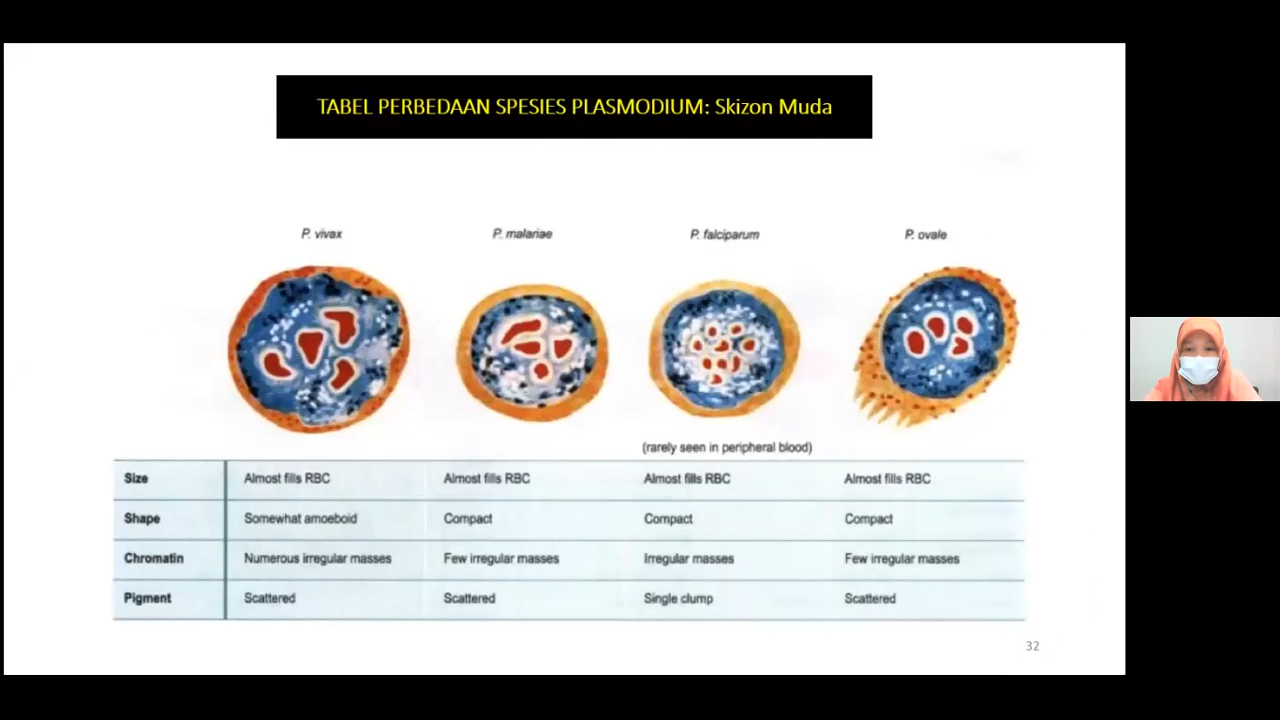 TABEL PERBEDAAN SPESIES PLASMODIUM: Skizon Muda
P. vivax P. malariae P. falciparum P. ovale
(rarely seen in peripheral blood)
Size Almost fills RBC Almost fills RBC Almost fills RBC Almost fills RBC
Shape Somewhat amoeboid Compact Compact Compact
Chromatin Numerous irregular masses Few irregular masses Irregular masses Few irregular masses
Pigment Scattered Scattered Single clump Scattered
32